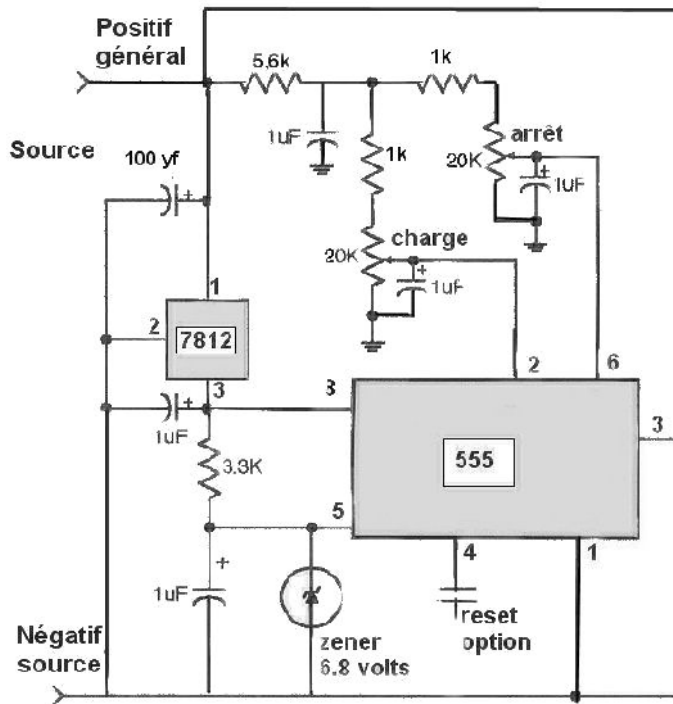 Positif
général
5,6k
1k
1uF
arrêt
20K
+
1uF
Source
100 yf
+
1k
charge
20K
+
1uF
1
2
7812
3
+
1uF
8
2
6
3
555
3.3K
5
4
1
+
1uF
zener
6.8 volts
reset
option
Négatif
source